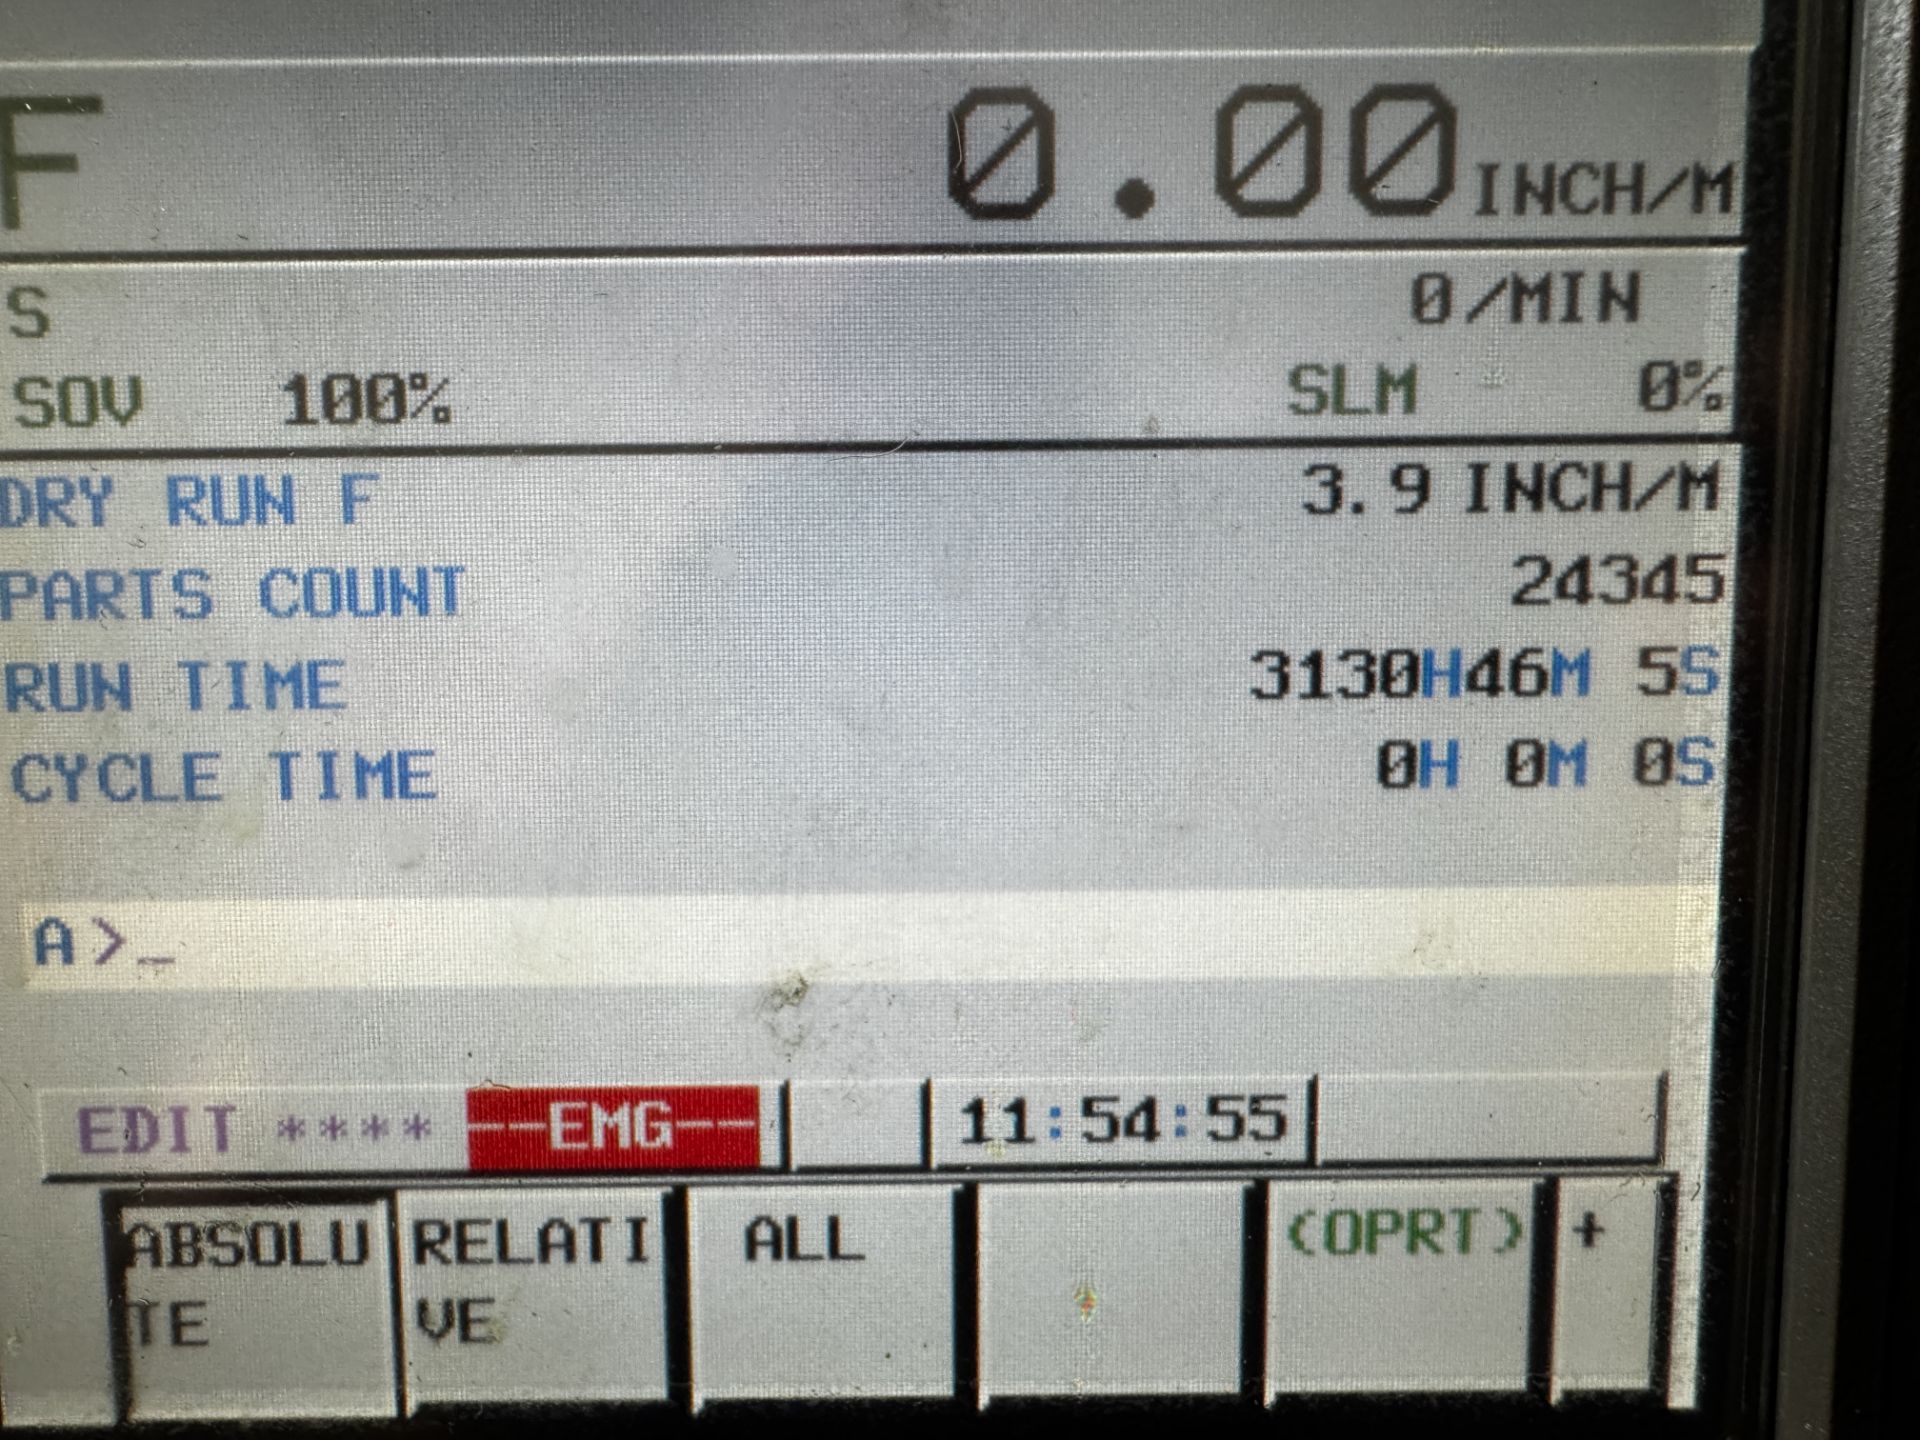 F 0.00 INCH/M
S 0/MIN
SOV 100% SLM 0%
DRY RUN F 3.9 INCH/M
PARTS COUNT 24345
RUN TIME 3130H46M 5S
CYCLE TIME 0H 0M 0S
A>_
EDIT **** --EMG-- 11:54:55
ABSOLU RELATI ALL (OPRT) +
TE VE